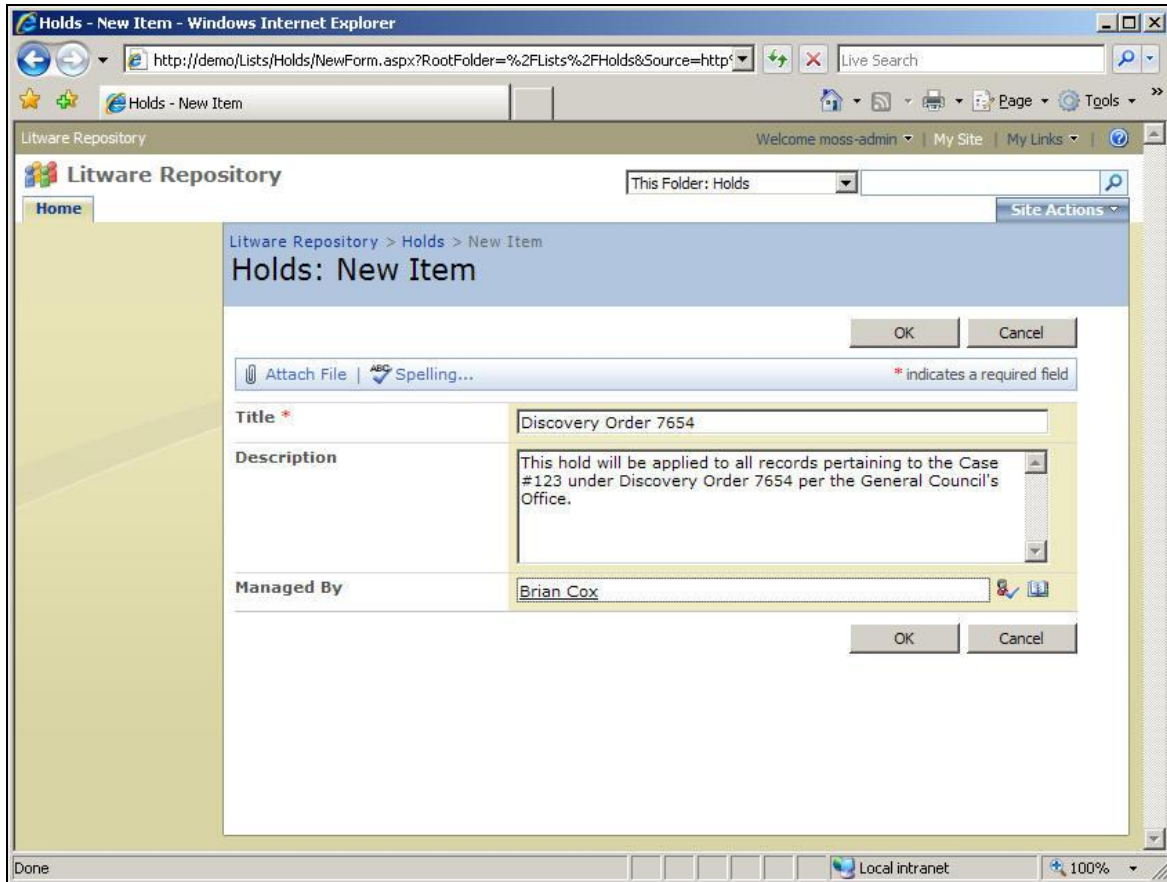 Holds - New Item - Windows Internet Explorer
http://demo/Lists/Holds/NewForm.aspx?RootFolder=%2FLists%2FHolds&Source=http%
Live Search
Holds - New Item
Page
Tools
»
Litware Repository
Welcome moss-admin | My Site | My Links |
Litware Repository
This Folder: Holds
Home
Site Actions
Litware Repository > Holds > New Item
Holds: New Item
OK
Cancel
Attach File | ABC Spelling...
* indicates a required field
Title *
Discovery Order 7654
Description
This hold will be applied to all records pertaining to the Case
#123 under Discovery Order 7654 per the General Council's
Office.
Managed By
Brian Cox
OK
Cancel
Done
Local intranet
100%